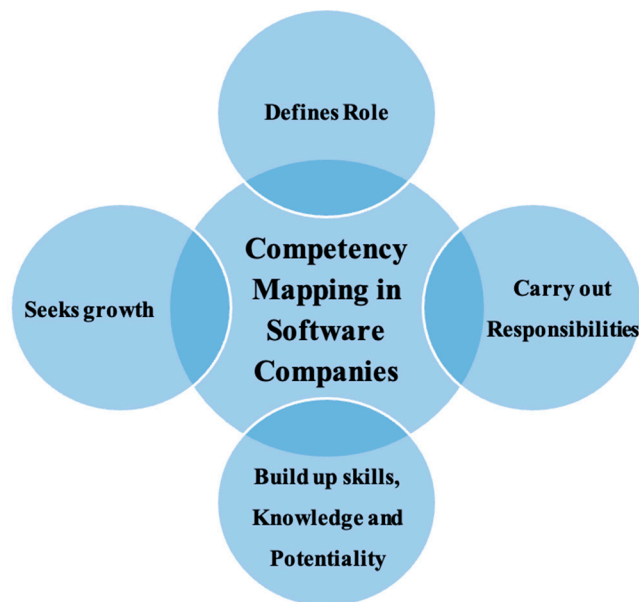 Defines Role
Competency
Mapping in
Software
Companies
Seeks growth
Carry out
Responsibilities
Build up skills,
Knowledge and
Potentiality